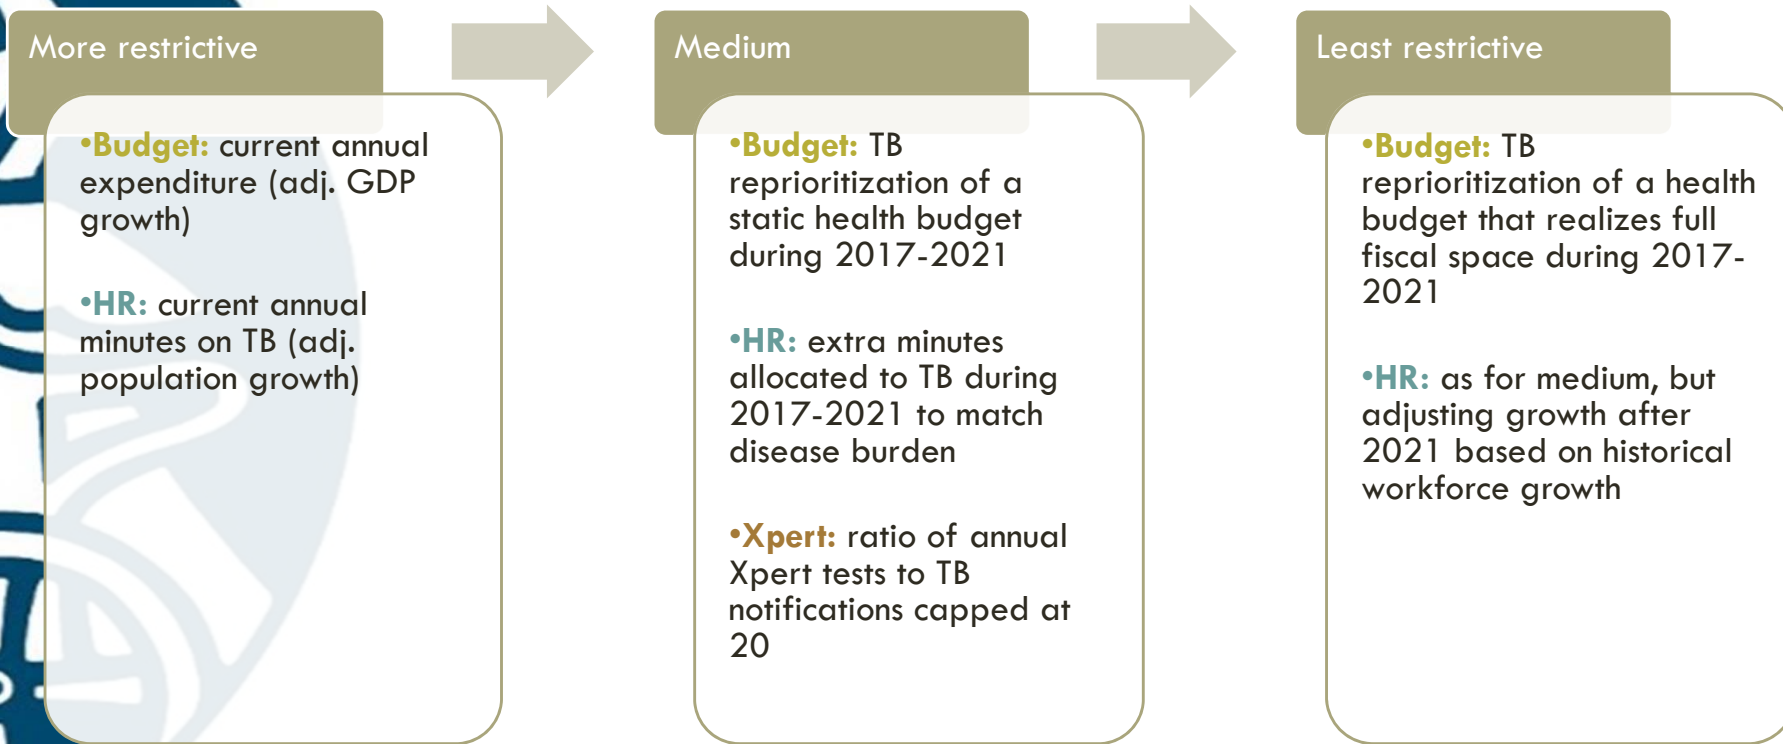 More restrictive
•Budget: current annual
expenditure (adj. GDP
growth)
•HR: current annual
minutes on TB (adj.
population growth)
Medium
•Budget: TB
reprioritization of a
static health budget
during 2017-2021
•HR: extra minutes
allocated to TB during
2017-2021 to match
disease burden
•Xpert: ratio of annual
Xpert tests to TB
notifications capped at
20
Least restrictive
•Budget: TB
reprioritization of a health
budget that realizes full
fiscal space during 2017-
2021
•HR: as for medium, but
adjusting growth after
2021 based on historical
workforce growth